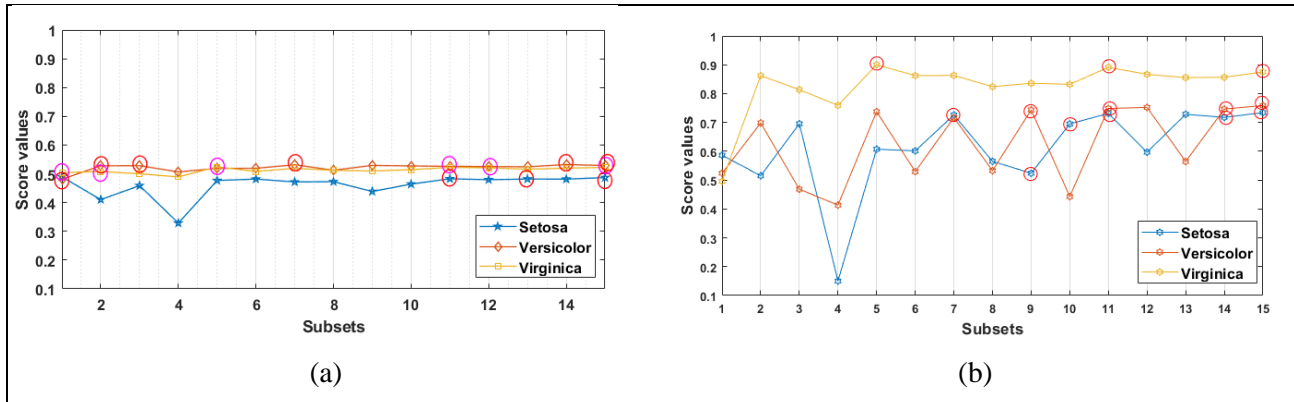 1
0.9
0.8
0.7
0.6
0.5
0.4
0.3
0.2
0.1
Score values
2 4 6 8 10 12 14
Subsets
Setosa
Versicolor
Virginica
(a)
1
0.9
0.8
0.7
0.6
0.5
0.4
0.3
0.2
0.1
Score values
1 2 3 4 5 6 7 8 9 10 11 12 13 14 15
Subsets
Setosa
Versicolor
Virginica
(b)